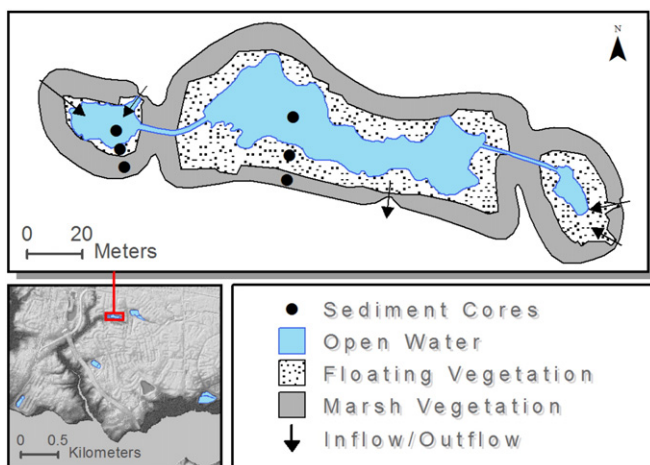 N
0 20
Meters
0 0.5
Kilometers
Sediment Cores
Open Water
Floating Vegetation
Marsh Vegetation
Inflow/Outflow